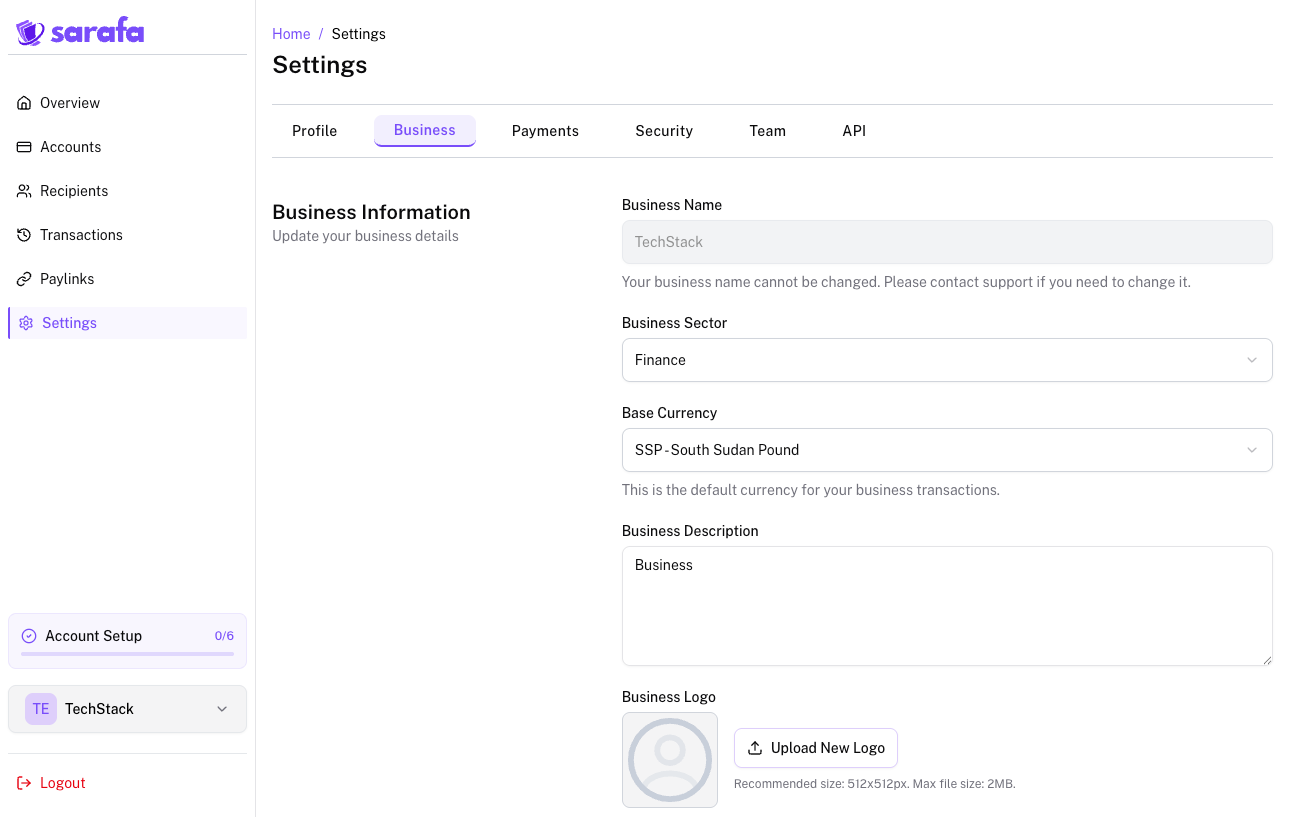 sarafa
Overview
Accounts
Recipients
Transactions
Paylinks
Settings
Account Setup 0/6
TE TechStack
Logout
Home / Settings
Settings
Profile Business Payments Security Team API
Business Information
Update your business details
Business Name
TechStack
Your business name cannot be changed. Please contact support if you need to change it.
Business Sector
Finance
Base Currency
SSP - South Sudan Pound
This is the default currency for your business transactions.
Business Description
Business
Business Logo
Upload New Logo
Recommended size: 512x512px. Max file size: 2MB.